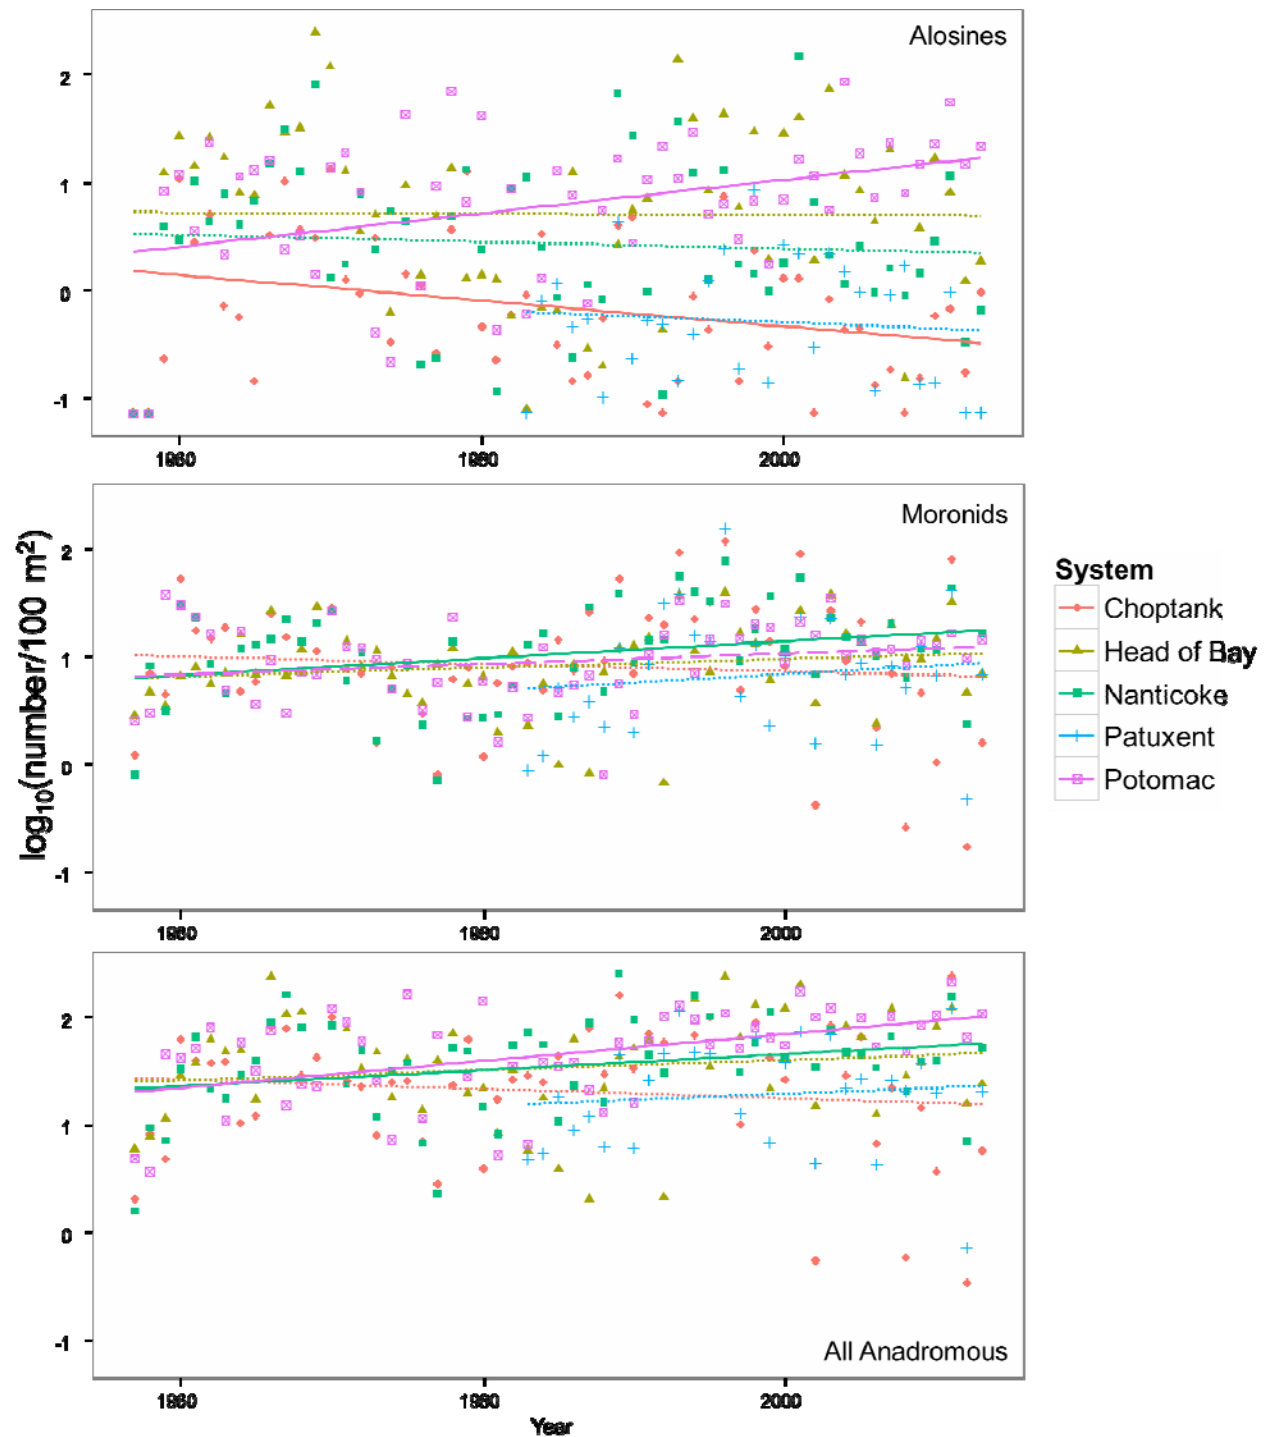 Alosines
2
1
0
-1
1960
1980
2000
Moronids
2
1
0
-1
1960
1980
2000
log10(number/100 m2)
System
Choptank
Head of Bay
Nanticoke
Patuxent
Potomac
2
1
0
-1
All Anadromous
1960
1980
2000
Year